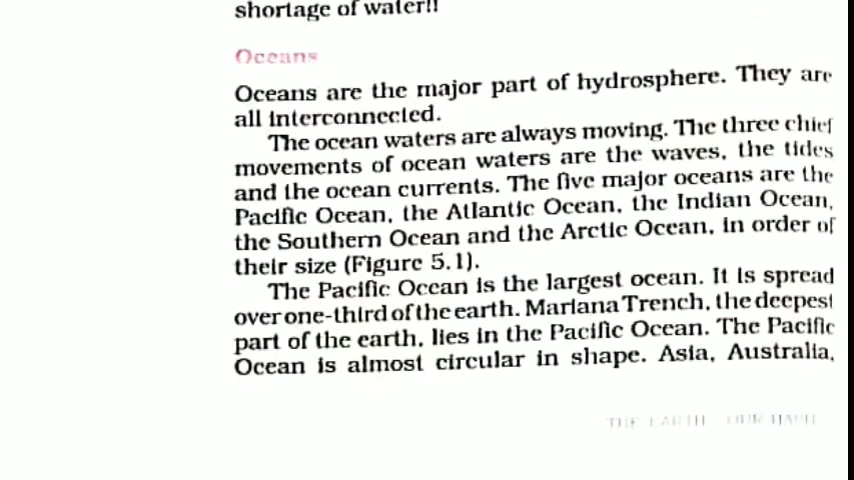 shortage of water!!
Oceans
Oceans are the major part of hydrosphere. They are
all interconnected.
The ocean waters are always moving. The three chief
movements of ocean waters are the waves, the tides
and the ocean currents. The five major oceans are the
Pacific Ocean, the Atlantic Ocean, the Indian Ocean,
the Southern Ocean and the Arctic Ocean, in order of
their size (Figure 5.1).
The Pacific Ocean is the largest ocean. It is spread
over one-third of the earth. Mariana Trench, the deepest
part of the earth, lies in the Pacific Ocean. The Pacific
Ocean is almost circular in shape. Asia, Australia,
THE EARTH OUR